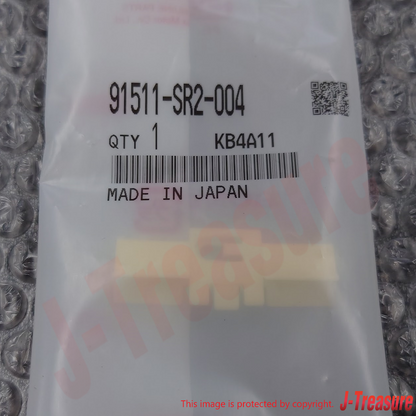 91511-SR2-004
QTY 1 KB4A11
MADE IN JAPAN
J-Treasure
This image is protected by copyright. J-Treasure